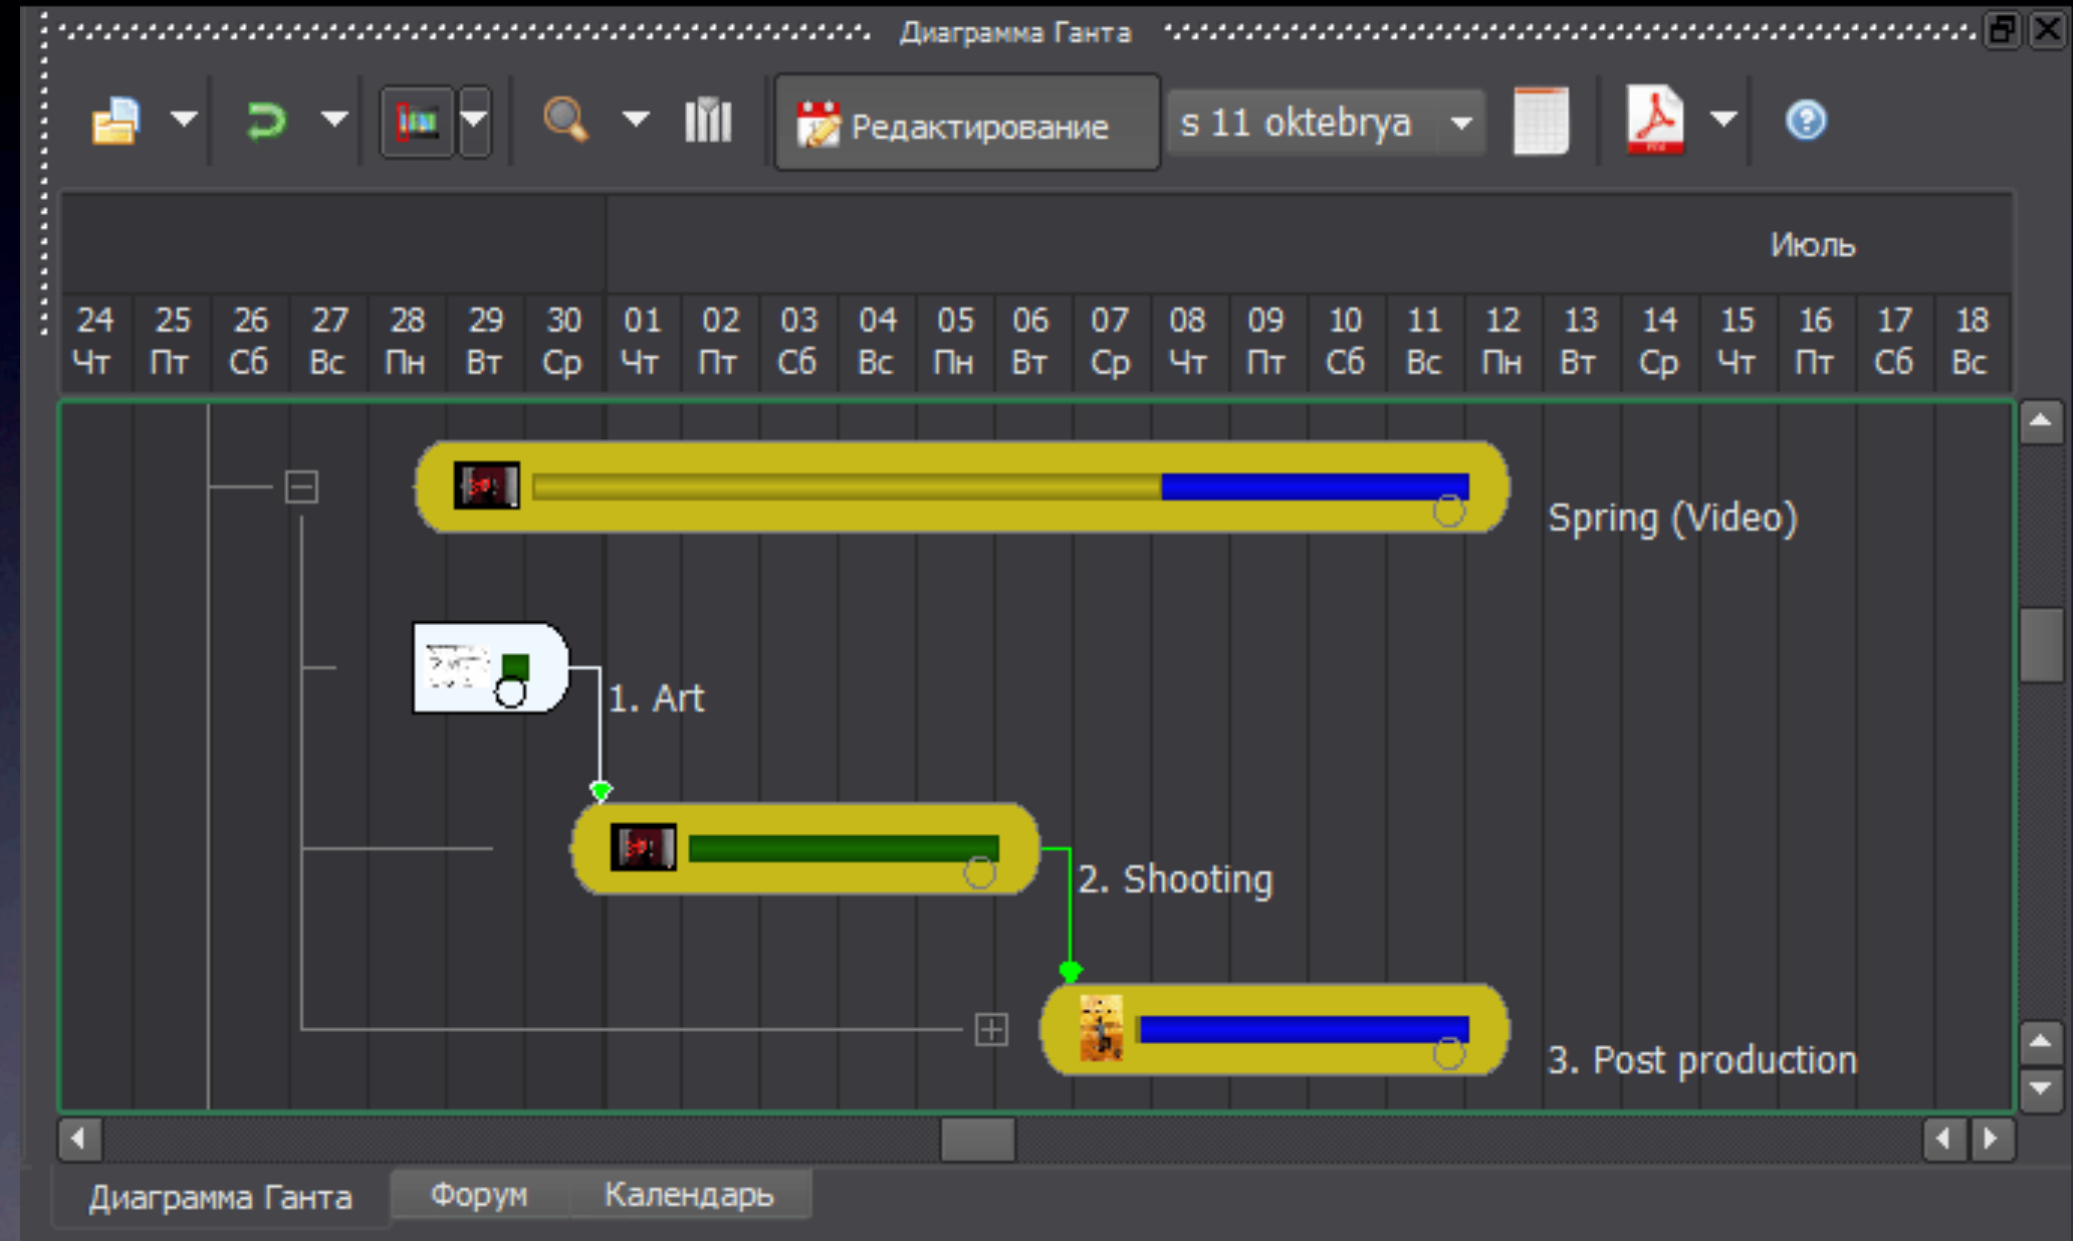 Диаграмма Ганта
Редактирование
s 11 oktebrya
Июль
24 25 26 27 28 29 30 01 02 03 04 05 06 07 08 09 10 11 12 13 14 15 16 17 18
Чт Пт Сб Вс Пн Вт Ср Чт Пт Сб Вс Пн Вт Ср Чт Пт Сб Вс Пн Вт Ср Чт Пт Сб Вс
Spring (Video)
1. Art
2. Shooting
3. Post production
Диаграмма Ганта
Форум
Календарь